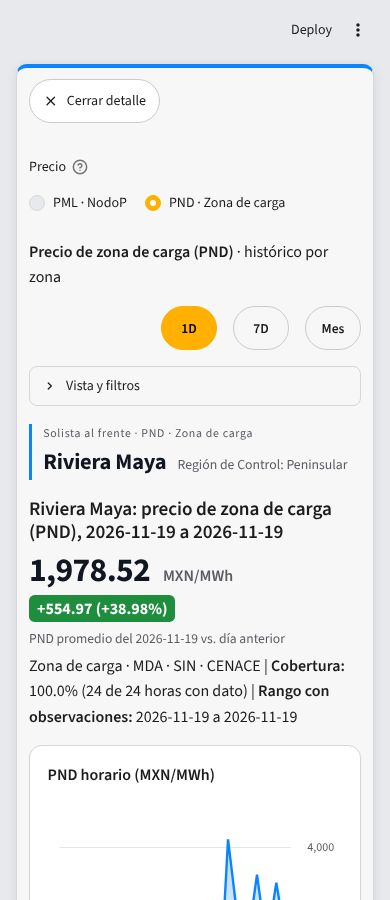 Deploy
Cerrar detalle
Precio
PML · NodoP
PND · Zona de carga
Precio de zona de carga (PND) · histórico por
zona
1D
7D
Mes
Vista y filtros
Solista al frente · PND · Zona de carga
Riviera Maya Región de Control: Peninsular
Riviera Maya: precio de zona de carga
(PND), 2026-11-19 a 2026-11-19
1,978.52 MXN/MWh
+554.97 (+38.98%)
PND promedio del 2026-11-19 vs. día anterior
Zona de carga · MDA · SIN · CENACE | Cobertura:
100.0% (24 de 24 horas con dato) | Rango con
observaciones: 2026-11-19 a 2026-11-19
PND horario (MXN/MWh)
4,000